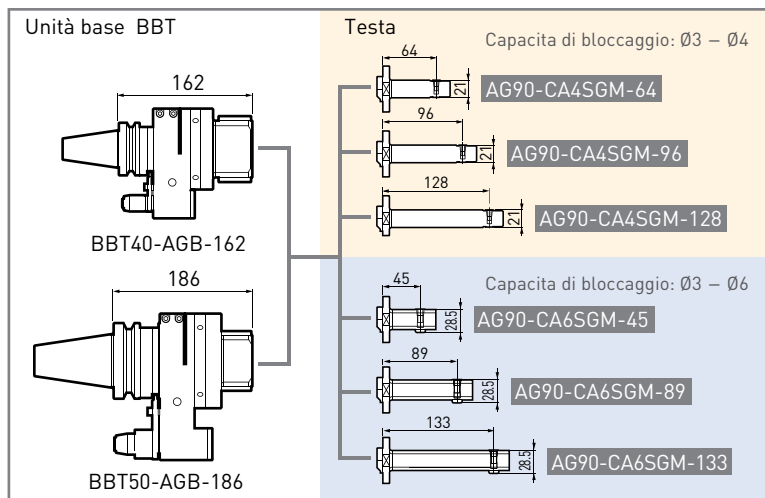 Unità base BBT
162
BBT40-AGB-162
186
BBT50-AGB-186
Testa
Capacita di bloccaggio: Ø3 – Ø4
64
21
AG90-CA4SGM-64
96
21
AG90-CA4SGM-96
128
21
AG90-CA4SGM-128
Capacita di bloccaggio: Ø3 – Ø6
45
28.5
AG90-CA6SGM-45
89
28.5
AG90-CA6SGM-89
133
28.5
AG90-CA6SGM-133